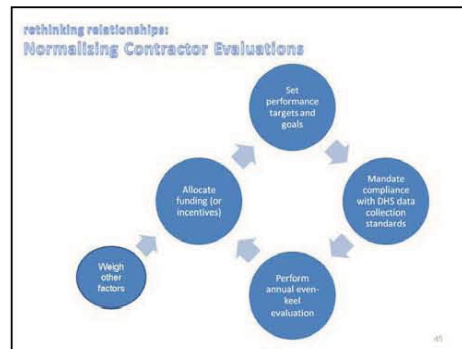 rethinking relationships:
Normalizing Contractor Evaluations
Set
performance
targets and
goals
Allocate
funding (or
incentives)
Mandate
compliance
with DHS data
collection
standards
Weigh
other
factors
Perform
annual even-
keel
evaluation
45